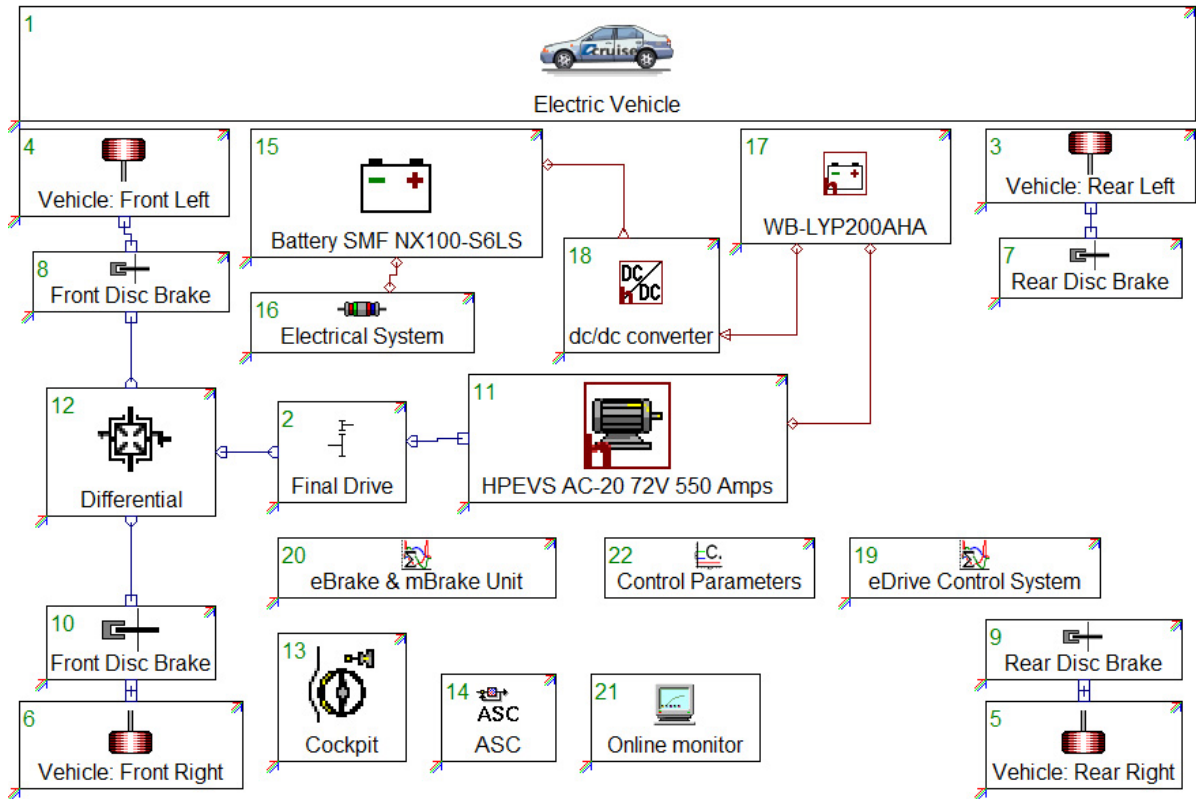 1
cruise
Electric Vehicle
4
Vehicle: Front Left
15
Battery SMF NX100-S6LS
17
h
WB-LYP200AHA
3
Vehicle: Rear Left
8
Front Disc Brake
18
DC/DC
h
dc/dc converter
7
Rear Disc Brake
16
Electrical System
12
Differential
2
Final Drive
11
h
HPEVS AC-20 72V 550 Amps
20
Σ
eBrake & mBrake Unit
22
C.
Control Parameters
19
Σ
eDrive Control System
10
Front Disc Brake
13
Cockpit
14
ASC
ASC
21
Online monitor
9
Rear Disc Brake
6
Vehicle: Front Right
5
Vehicle: Rear Right